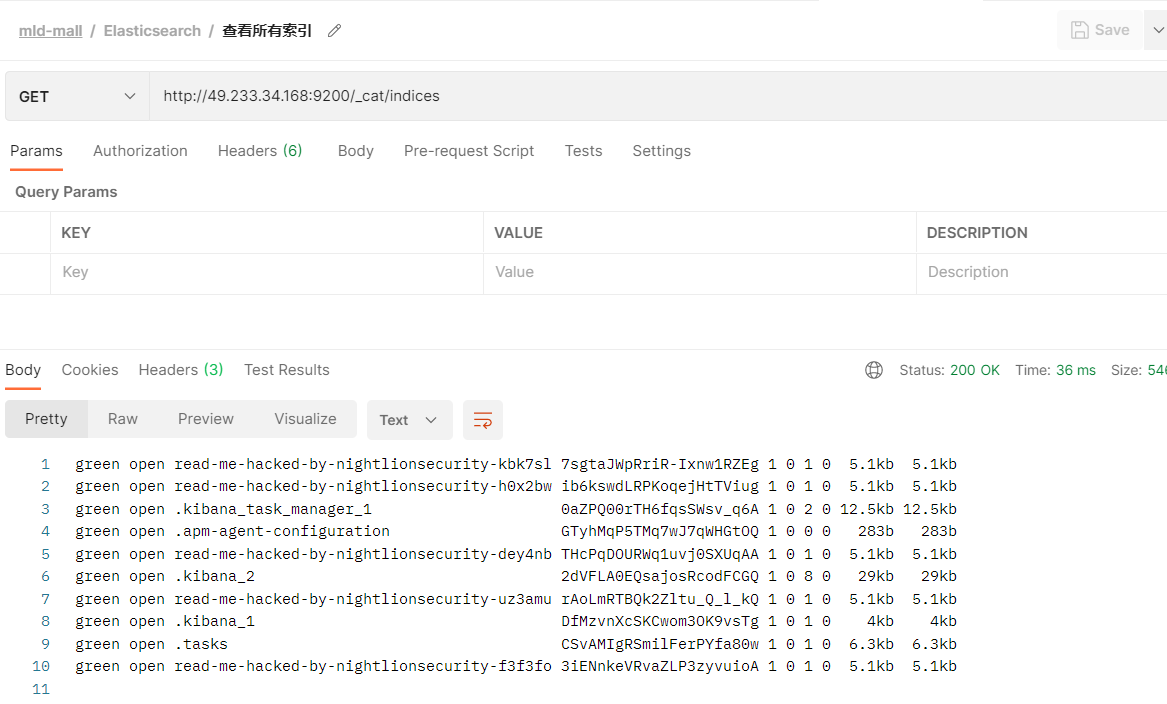 mld-mall / Elasticsearch / 查看所有索引
Save
GET http://49.233.34.168:9200/_cat/indices
Params Authorization Headers (6) Body Pre-request Script Tests Settings
Query Params
KEY VALUE DESCRIPTION
Key Value Description
Body Cookies Headers (3) Test Results Status: 200 OK Time: 36 ms Size: 546
Pretty Raw Preview Visualize Text
1 green open read-me-hacked-by-nightlionsecurity-kbk7sl 7sgtaJWpRriR-Ixnw1RZEg 1 0 1 0 5.1kb 5.1kb
2 green open read-me-hacked-by-nightlionsecurity-h0x2bw ib6kswdLRPKoqejHtTViug 1 0 1 0 5.1kb 5.1kb
3 green open .kibana_task_manager_1 0aZPQ00rTH6fqsSWsv_q6A 1 0 2 0 12.5kb 12.5kb
4 green open .apm-agent-configuration GTyhMqP5TMq7wJ7qWHGtOQ 1 0 0 0 283b 283b
5 green open read-me-hacked-by-nightlionsecurity-dey4nb THcPqDOURWq1uvj0SXUqAA 1 0 1 0 5.1kb 5.1kb
6 green open .kibana_2 2dVFLA0EQsajosRcodFCGQ 1 0 8 0 29kb 29kb
7 green open read-me-hacked-by-nightlionsecurity-uz3amu rAoLmRTBQk2Zltu_Q_l_kQ 1 0 1 0 5.1kb 5.1kb
8 green open .kibana_1 DfMzvnXcSKCwom3OK9vsTg 1 0 1 0 4kb 4kb
9 green open .tasks CSvAMIgRSmilFerPYfa80w 1 0 1 0 6.3kb 6.3kb
10 green open read-me-hacked-by-nightlionsecurity-f3f3fo 3iENnkeVRvaZLP3zyvuioA 1 0 1 0 5.1kb 5.1kb
11